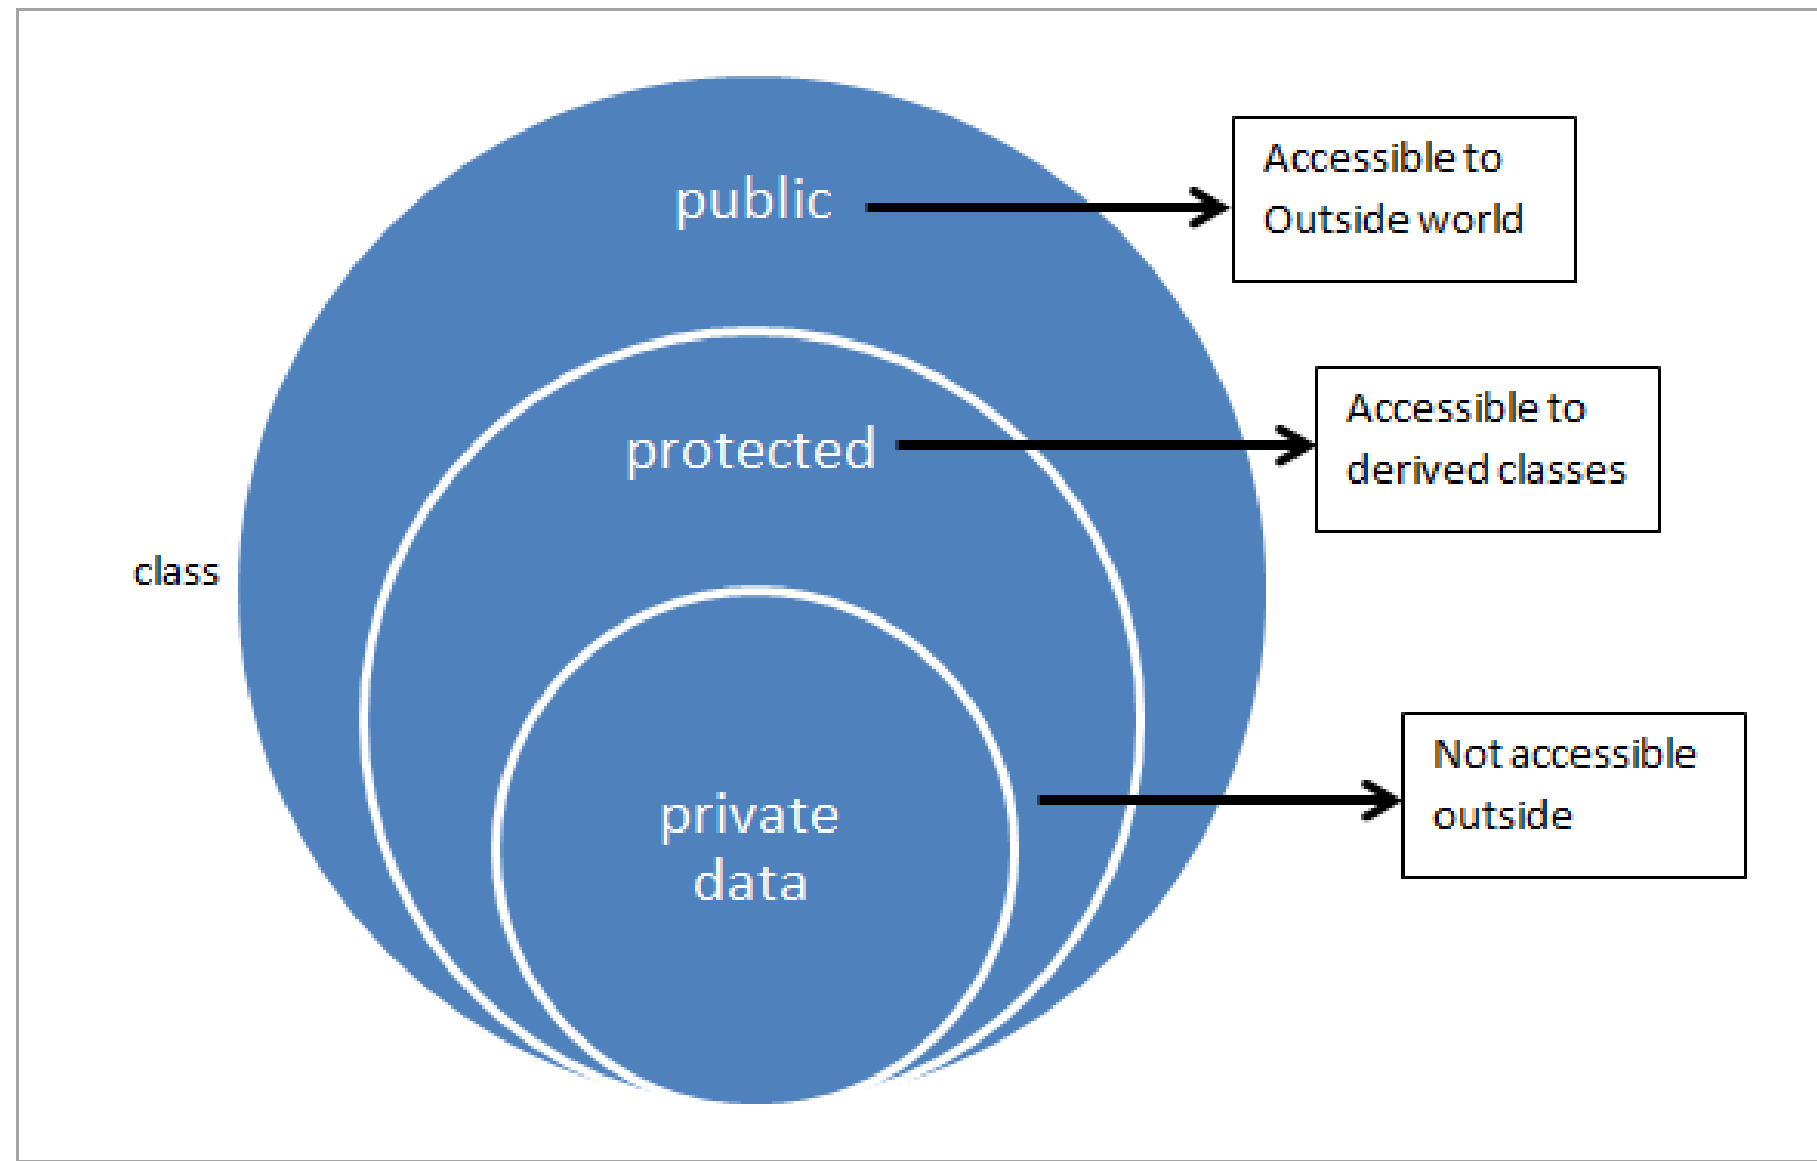 public
Accessible to
Outside world
protected
Accessible to
derived classes
class
private
data
Not accessible
outside